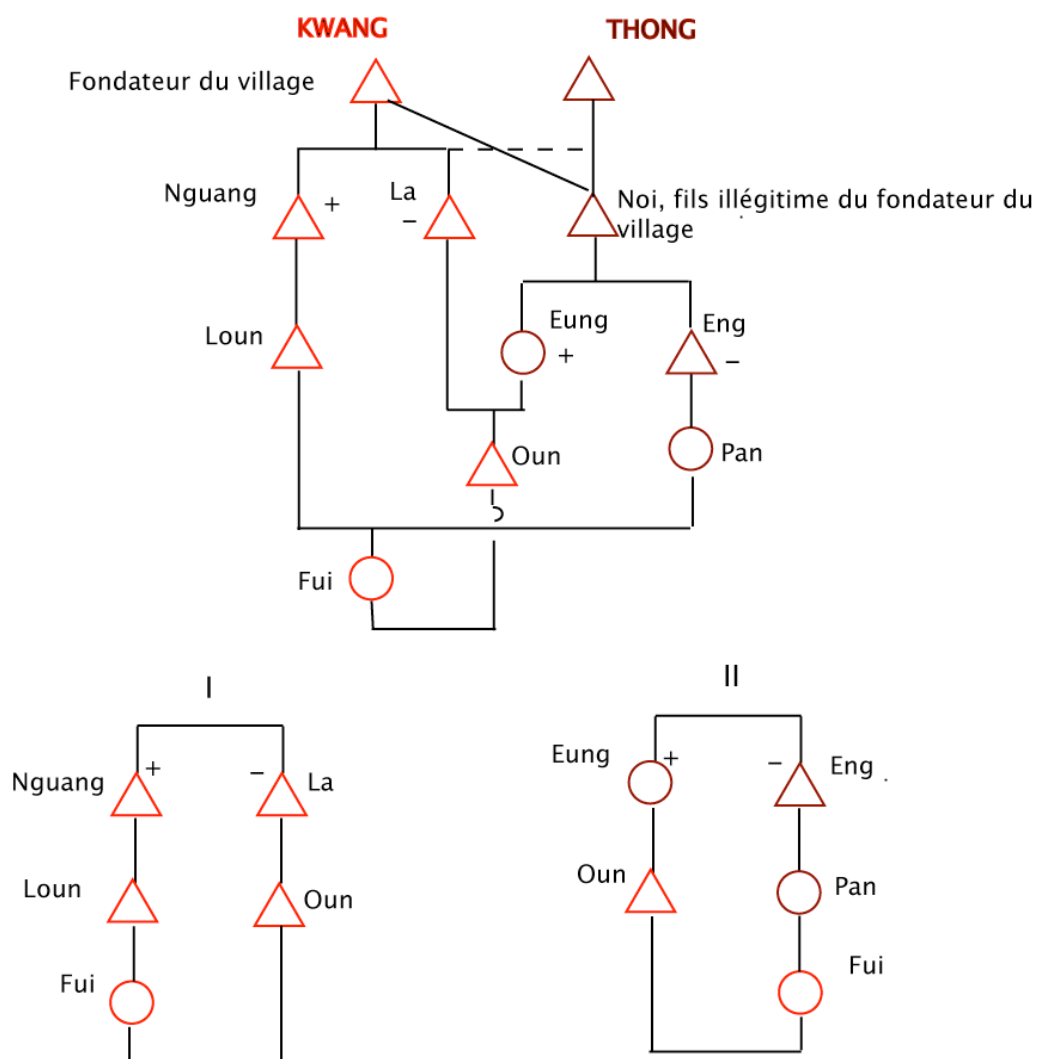 KWANG
THONG
Fondateur du village
Nguang
+
La
−
Noi, fils illégitime du fondateur du
village
Loun
Eung
+
Eng
−
Oun
Pan
Fui
I
II
Nguang
+
−
La
Eung
+
−
Eng
Loun
Oun
Oun
Pan
Fui
Fui